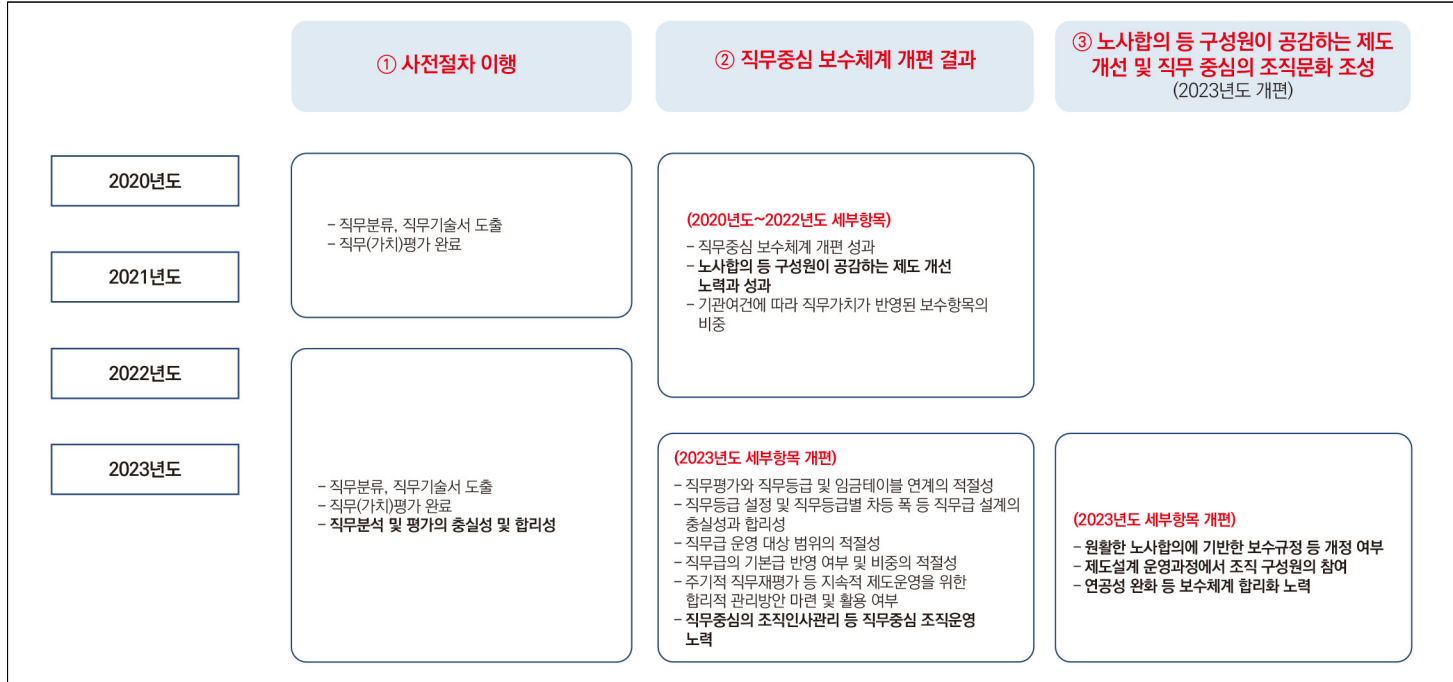 ① 사전절차 이행
② 직무중심 보수체계 개편 결과
③ 노사합의 등 구성원이 공감하는 제도
개선 및 직무 중심의 조직문화 조성
(2023년도 개편)
2020년도
2021년도
2022년도
2023년도
– 직무분류, 직무기술서 도출
– 직무(가치)평가 완료
– 직무분류, 직무기술서 도출
– 직무(가치)평가 완료
– 직무분석 및 평가의 충실성 및 합리성
(2020년도~2022년도 세부항목)
– 직무중심 보수체계 개편 성과
– 노사합의 등 구성원이 공감하는 제도 개선
노력과 성과
– 기관여건에 따라 직무가치가 반영된 보수항목의
비중
(2023년도 세부항목 개편)
– 직무평가와 직무등급 및 임금테이블 연계의 적절성
– 직무등급 설정 및 직무등급별 차등 폭 등 직무급 설계의
충실성과 합리성
– 직무급 운영 대상 범위의 적절성
– 직무급의 기본급 반영 여부 및 비중의 적절성
– 주기적 직무재평가 등 지속적 제도운영을 위한
합리적 관리방안 마련 및 활용 여부
– 직무중심의 조직인사관리 등 직무중심 조직운영
노력
(2023년도 세부항목 개편)
– 원활한 노사합의에 기반한 보수규정 등 개정 여부
– 제도설계 운영과정에서 조직 구성원의 참여
– 연공성 완화 등 보수체계 합리화 노력